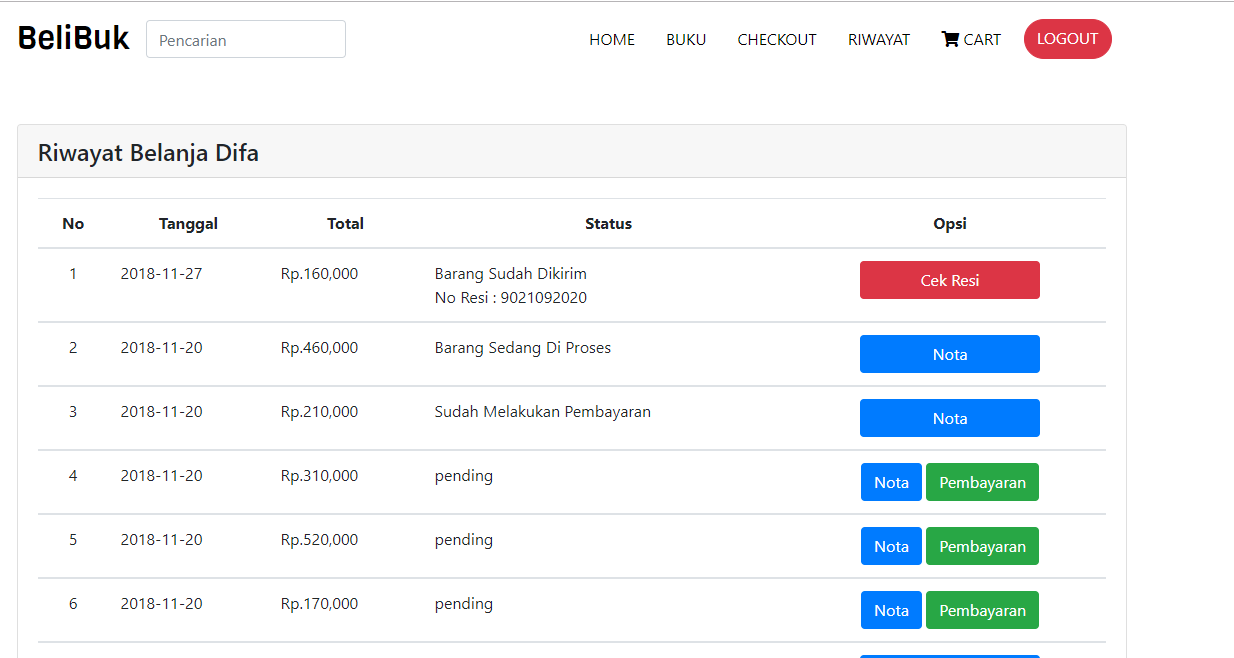 BeliBuk Pencarian HOME BUKU CHECKOUT RIWAYAT CART LOGOUT
Riwayat Belanja Difa
No Tanggal Total Status Opsi
1 2018-11-27 Rp.160,000 Barang Sudah Dikirim Cek Resi
No Resi : 9021092020
2 2018-11-20 Rp.460,000 Barang Sedang Di Proses Nota
3 2018-11-20 Rp.210,000 Sudah Melakukan Pembayaran Nota
4 2018-11-20 Rp.310,000 pending Nota Pembayaran
5 2018-11-20 Rp.520,000 pending Nota Pembayaran
6 2018-11-20 Rp.170,000 pending Nota Pembayaran